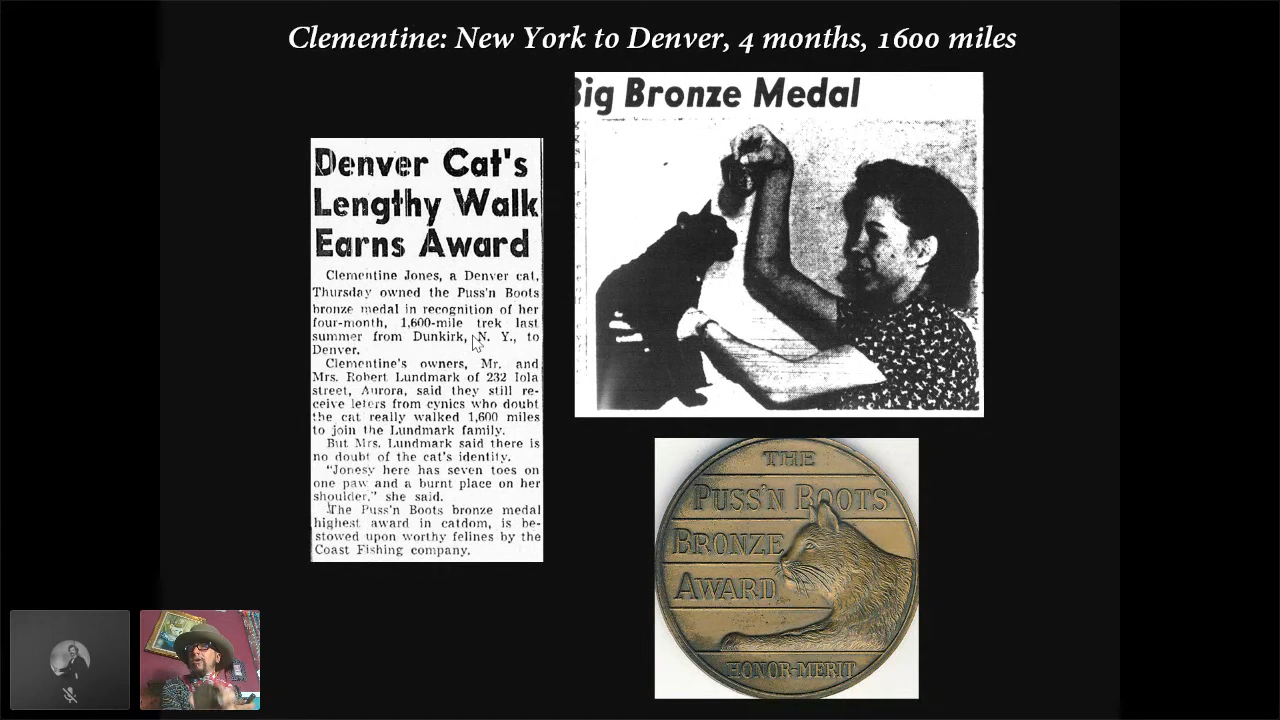 Clementine: New York to Denver, 4 months, 1600 miles
Denver Cat's
Lengthy Walk
Earns Award
Clementine Jones, a Denver cat,
Thursday owned the Puss'n Boots
bronze medal in recognition of her
four-month, 1,600-mile trek last
summer from Dunkirk, N. Y., to
Denver.
Clementine's owners, Mr. and
Mrs. Robert Lundmark of 232 Iola
street, Aurora, said they still re-
ceive leters from cynics who doubt
the cat really walked 1,600 miles
to join the Lundmark family.
But Mrs. Lundmark said there is
no doubt of the cat's identity.
"Jonesy here has seven toes on
one paw and a burnt place on her
shoulder," she said.
The Puss'n Boots bronze medal
highest award in catdom, is be-
stowed upon worthy felines by the
Coast Fishing company.
Big Bronze Medal
THE
PUSS'N BOOTS
BRONZE
AWARD
HONOR-MERIT